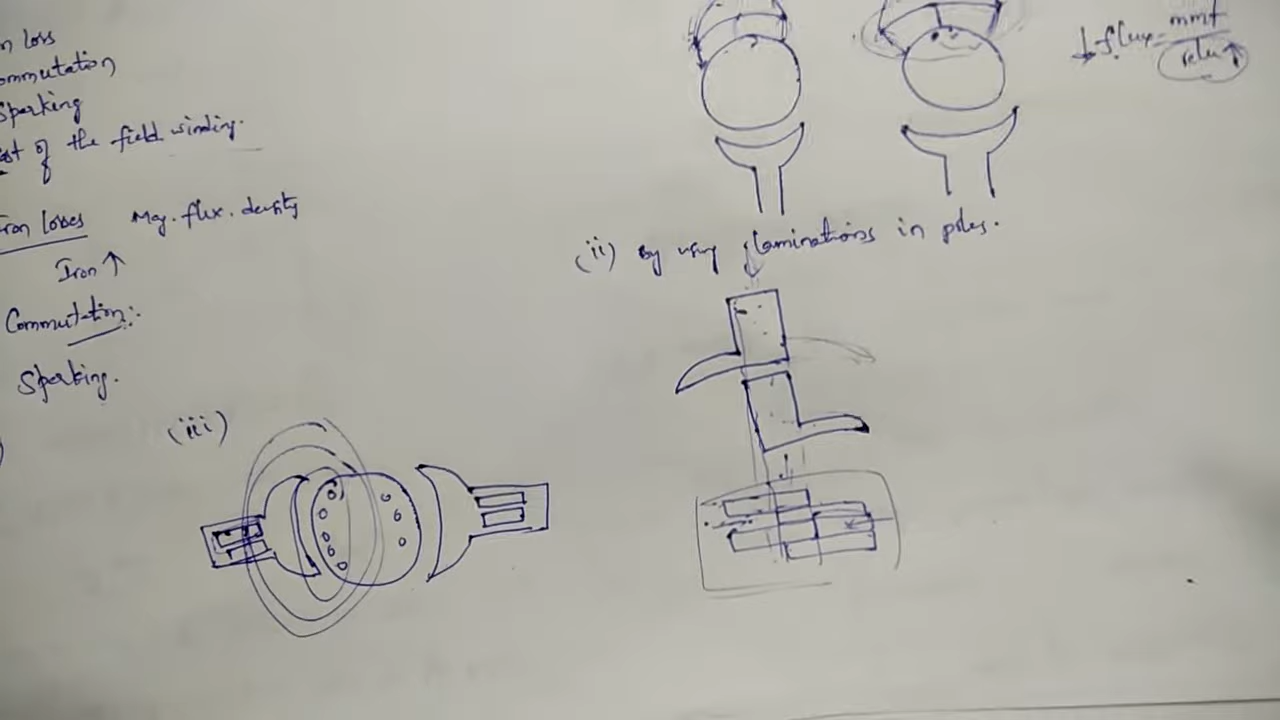 n loss
ommutation
Sparking
st of the field winding.
Iron losses Mag. flux. density
Iron ↑
Commutation:
Sparking.
(iii)
↓ flux = mmf
relu ↑
(ii) By using laminations in poles.